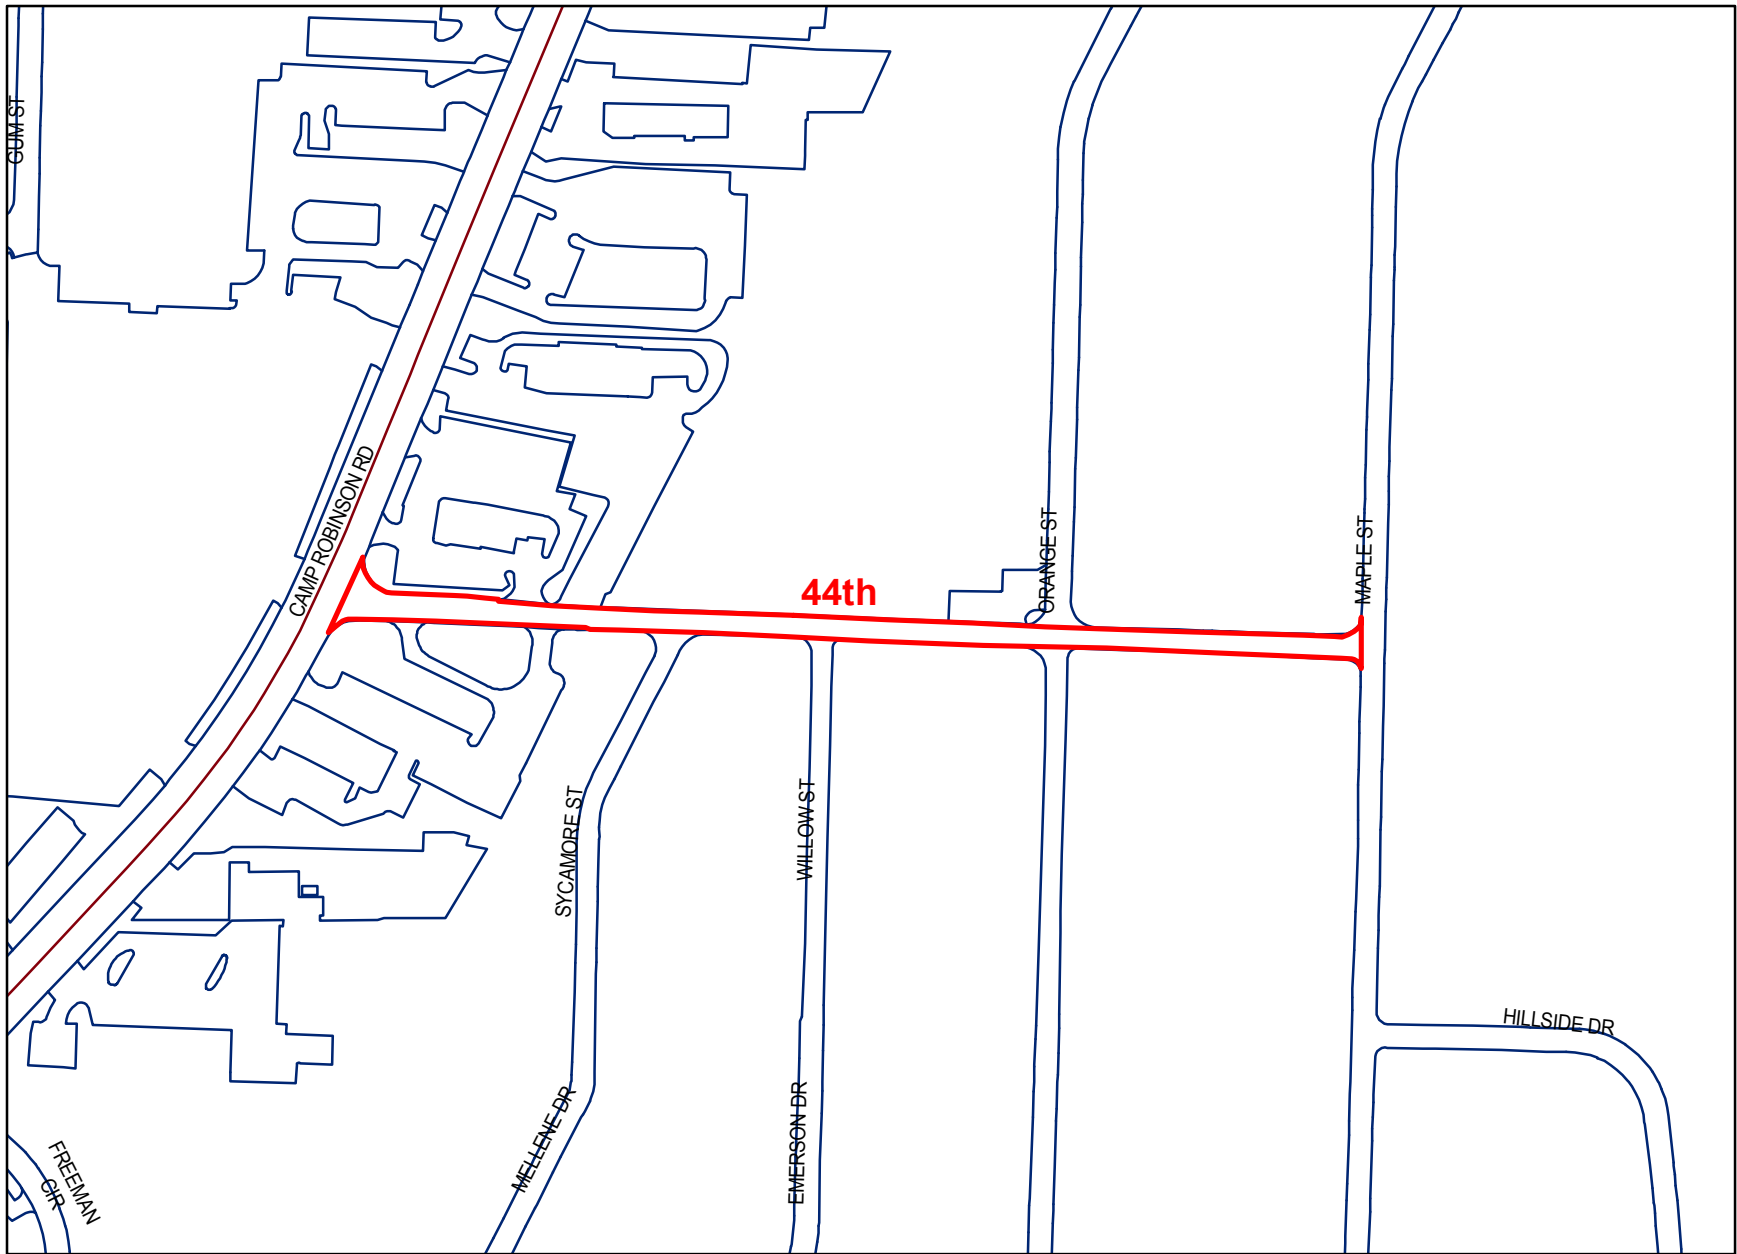 GUM ST
CAMP ROBINSON RD
44th
ORANGE ST
MAPLE ST
SYCAMORE ST
WILLOW ST
HILLSIDE DR
MELLENE DR
EMERSON DR
FREEMAN
CIR